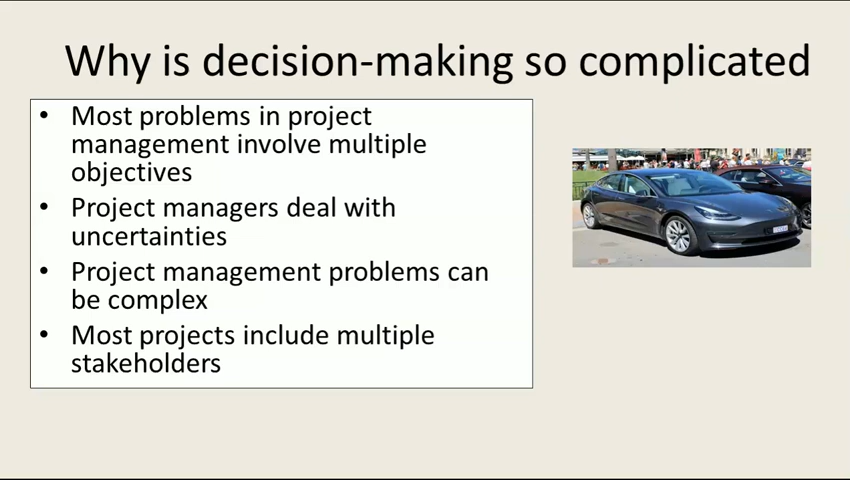 Why is decision-making so complicated
• Most problems in project
management involve multiple
objectives
• Project managers deal with
uncertainties
• Project management problems can
be complex
• Most projects include multiple
stakeholders